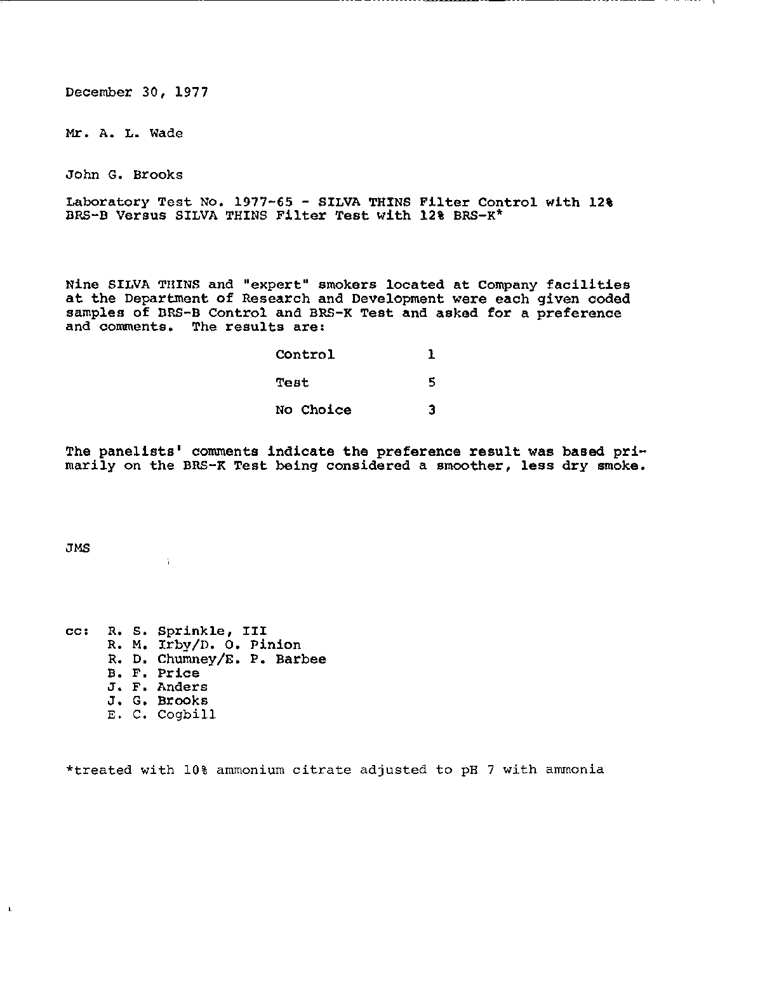 December 30, 1977
Mr. A. L. Wade
John G. Brooks
Laboratory Test No. 1977-65 - SILVA THINS Filter Control with 12%
BRS-B Versus SILVA THINS Filter Test with 12% BRS-K*
Nine SILVA THINS and "expert" smokers located at Company facilities
at the Department of Research and Development were each given coded
samples of BRS-B Control and BRS-K Test and asked for a preference
and comments. The results are:
Control 1
Test 5
No Choice 3
The panelists' comments indicate the preference result was based pri-
marily on the BRS-K Test being considered a smoother, less dry smoke.
JMS
cc: R. S. Sprinkle, III
R. M. Irby/D. O. Pinion
R. D. Chumney/E. P. Barbee
B. F. Price
J. F. Anders
J. G. Brooks
E. C. Cogbill
*treated with 10% ammonium citrate adjusted to pH 7 with ammonia